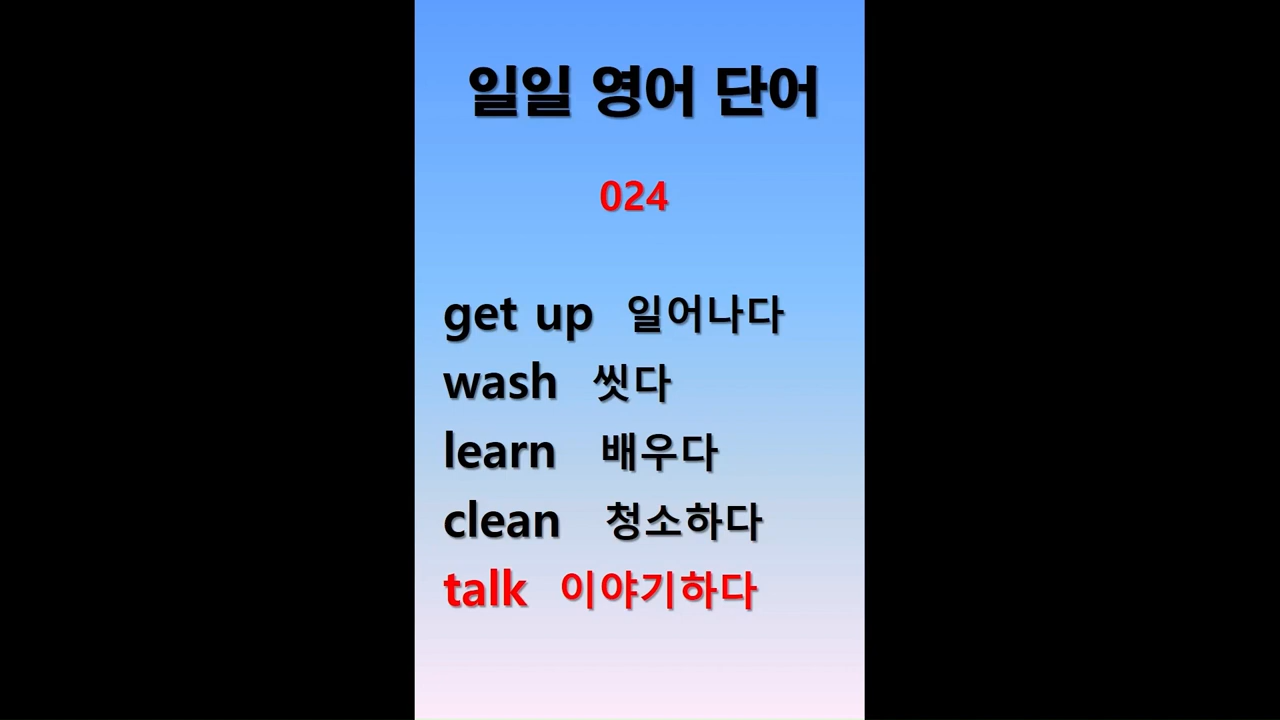 일일 영어 단어
024
get up 일어나다
wash 씻다
learn 배우다
clean 청소하다
talk 이야기하다